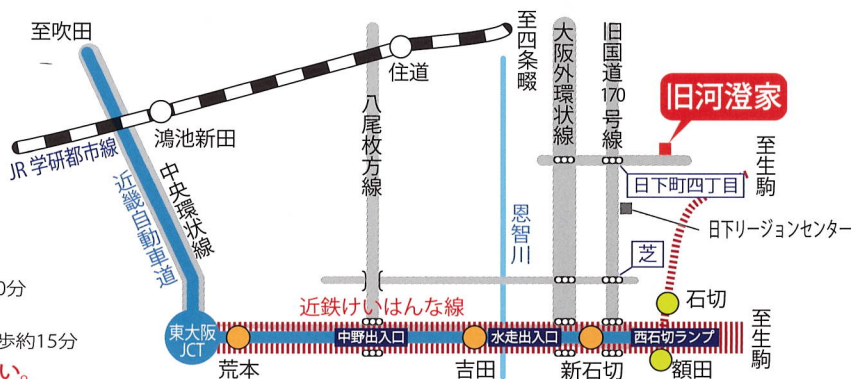 至吹田
至四条畷
大阪外環状線
旧国道170号線
住道
旧河澄家
八尾枚方線
鴻池新田
JR 学研都市線
近畿自動車道
中央環状線
至生駒
日下町四丁目
日下リージョンセンター
恩智川
芝
0分
近鉄けいはんな線
石切
東大阪
JCT
中野出入口
水走出入口
西石切ランプ
至生駒
歩約15分
荒本
吉田
新石切
額田
い。